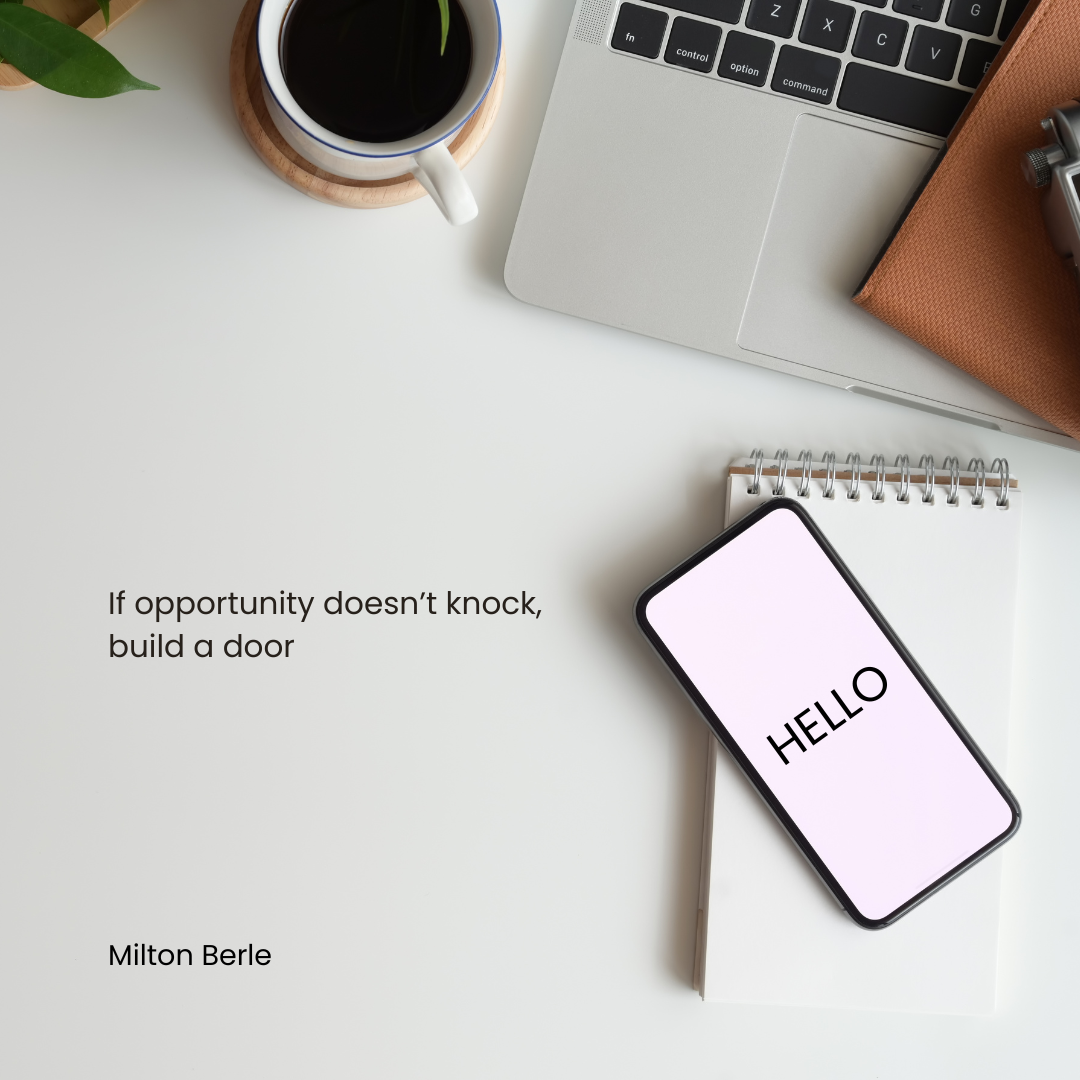 Z X C V G
fn control option command
If opportunity doesn’t knock,
build a door
HELLO
Milton Berle